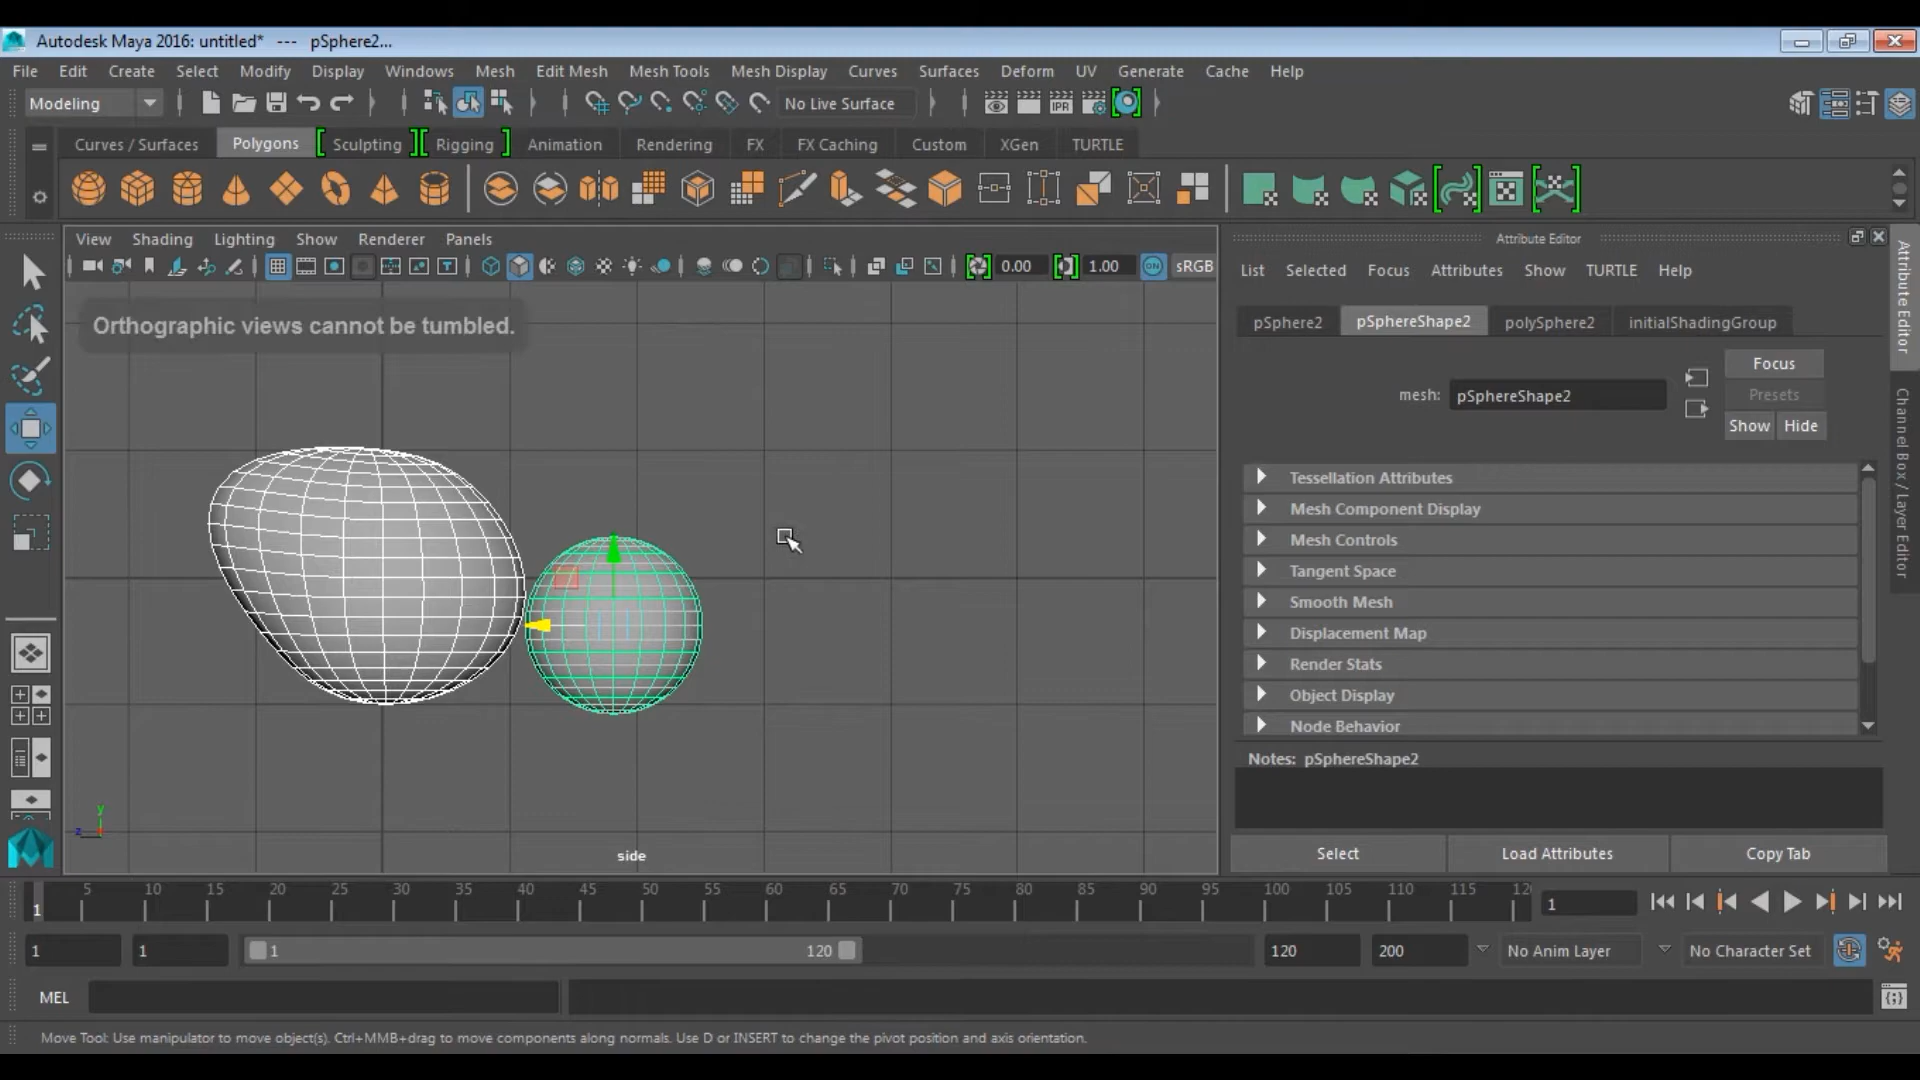 Autodesk Maya 2016: untitled* --- pSphere2...
File Edit Create Select Modify Display Windows Mesh Edit Mesh Mesh Tools Mesh Display Curves Surfaces Deform UV Generate Cache Help
Modeling No Live Surface IPR
Curves / Surfaces Polygons Sculpting Rigging Animation Rendering FX FX Caching Custom XGen TURTLE
View Shading Lighting Show Renderer Panels
0.00 1.00 ON sRGB
Orthographic views cannot be tumbled.
y
z
side
Attribute Editor
List Selected Focus Attributes Show TURTLE Help
pSphere2 pSphereShape2 polySphere2 initialShadingGroup
Focus
mesh: pSphereShape2
Presets
Show Hide
Tessellation Attributes
Mesh Component Display
Mesh Controls
Tangent Space
Smooth Mesh
Displacement Map
Render Stats
Object Display
Node Behavior
Notes: pSphereShape2
Select Load Attributes Copy Tab
Attribute Editor
Channel Box / Layer Editor
5 10 15 20 25 30 35 40 45 50 55 60 65 70 75 80 85 90 95 100 105 110 115 12
1 1
1 1 1 120 120 200 No Anim Layer No Character Set
MEL
Move Tool: Use manipulator to move object(s). Ctrl+MMB+drag to move components along normals. Use D or INSERT to change the pivot position and axis orientation.